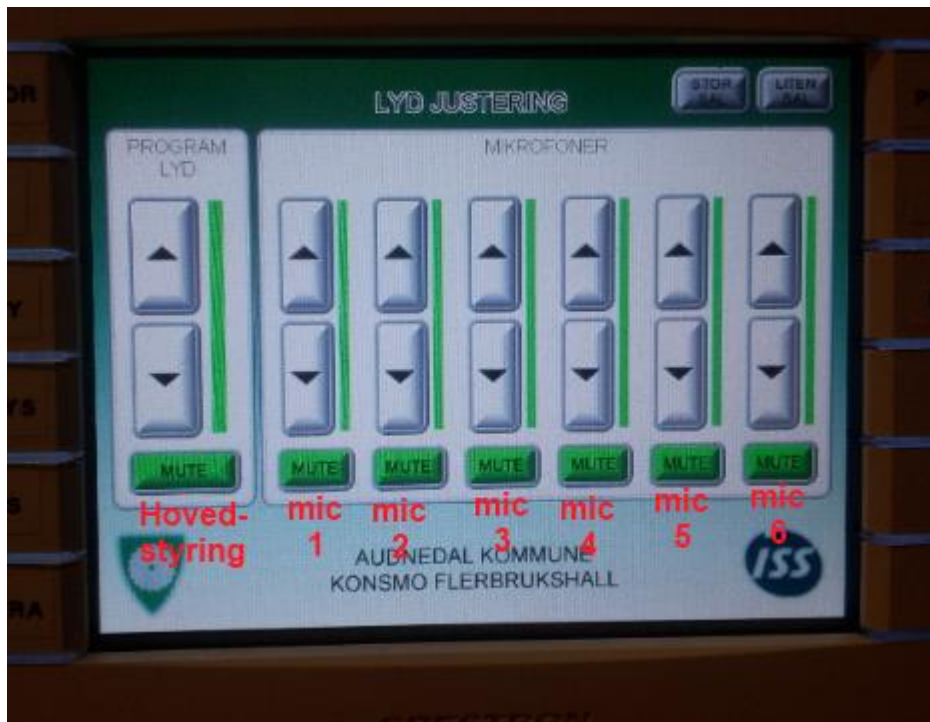 LYD JUSTERING
STOR
SAL
LITEN
SAL
PROGRAM
LYD
MIKROFONER
MUTE
MUTE
MUTE
MUTE
MUTE
MUTE
MUTE
Hoved-
styring
mic
1
mic
2
mic
3
mic
4
mic
5
mic
6
AUDNEDAL KOMMUNE
KONSMO FLERBRUKSHALL
ISS